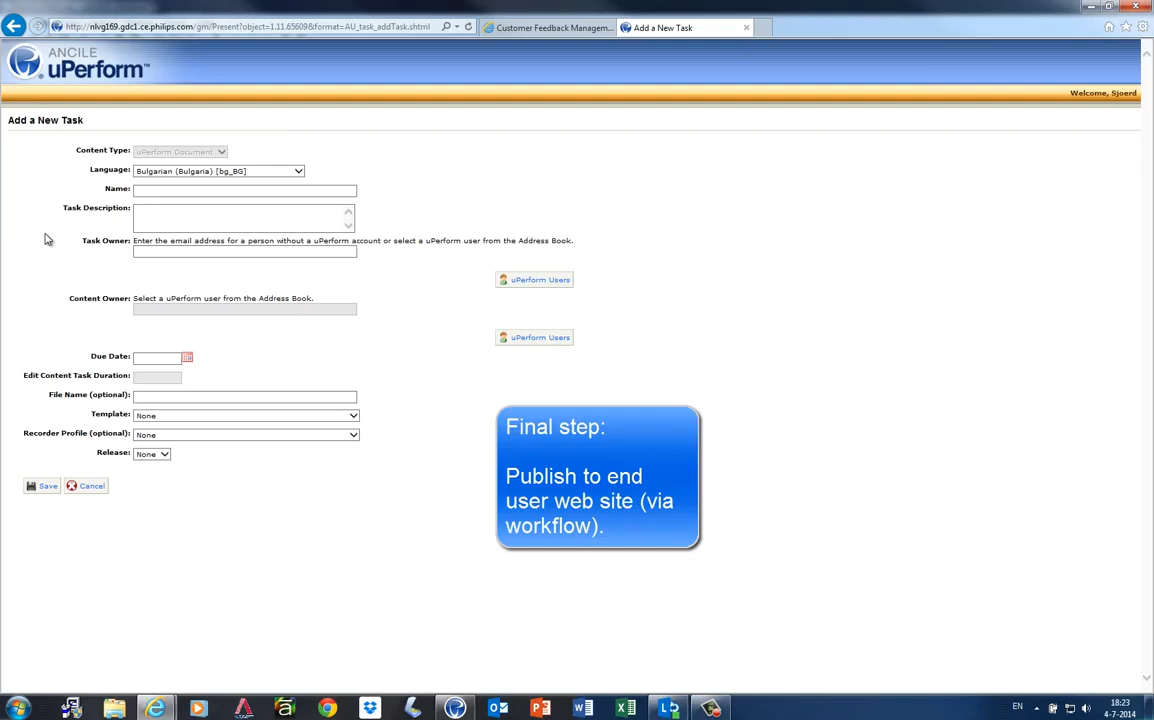 http://nlvg169.gdc1.ce.philips.com/gm/Present?object=1.11.65609&format=AU_task_addTask.shtml
Customer Feedback Managem...
Add a New Task
ANCILE
uPerform
Welcome, Sjoerd
Add a New Task
Content Type: uPerform Document
Language: Bulgarian (Bulgaria) [bg_BG]
Name:
Task Description:
Task Owner: Enter the email address for a person without a uPerform account or select a uPerform user from the Address Book.
uPerform Users
Content Owner: Select a uPerform user from the Address Book.
uPerform Users
Due Date:
Edit Content Task Duration:
File Name (optional):
Template: None
Recorder Profile (optional): None
Release: None
Save Cancel
Final step:
Publish to end
user web site (via
workflow).
EN
18:23
4-7-2014